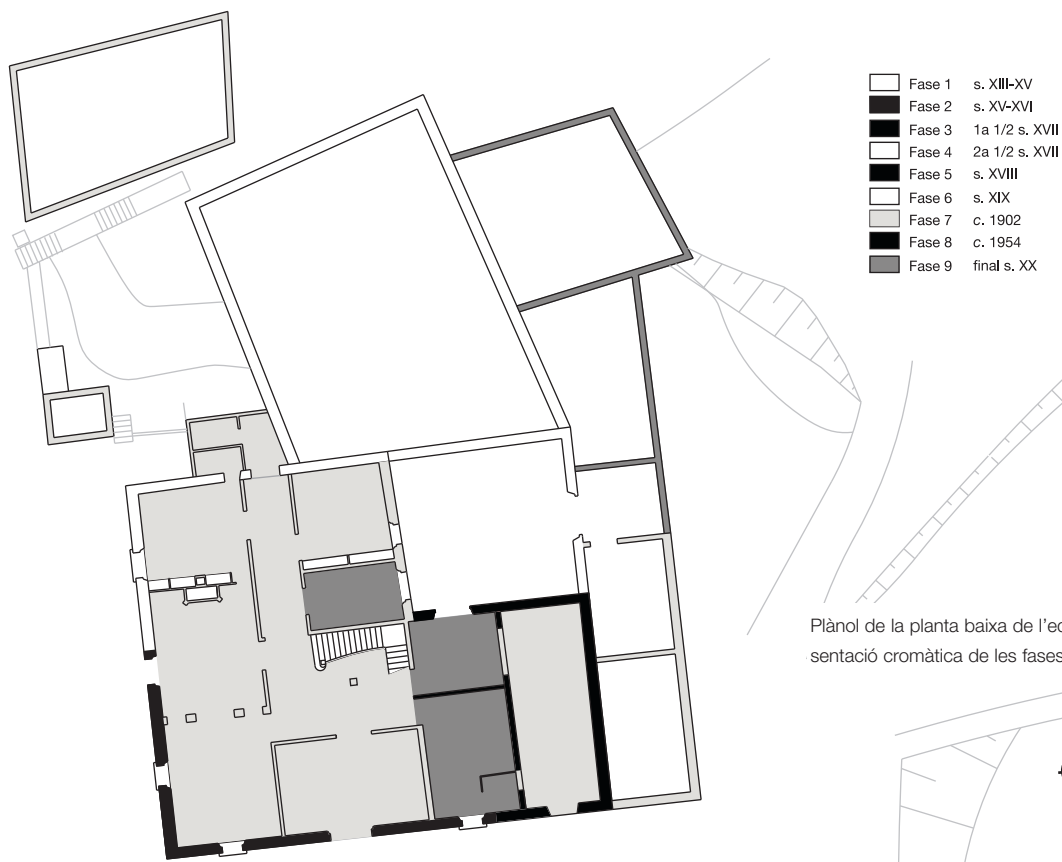 Fase 1 s. XIII-XV
Fase 2 s. XV-XVI
Fase 3 1a 1/2 s. XVII
Fase 4 2a 1/2 s. XVII
Fase 5 s. XVIII
Fase 6 s. XIX
Fase 7 c. 1902
Fase 8 c. 1954
Fase 9 final s. XX
Plànol de la planta baixa de l’ed
sentació cromàtica de les fases